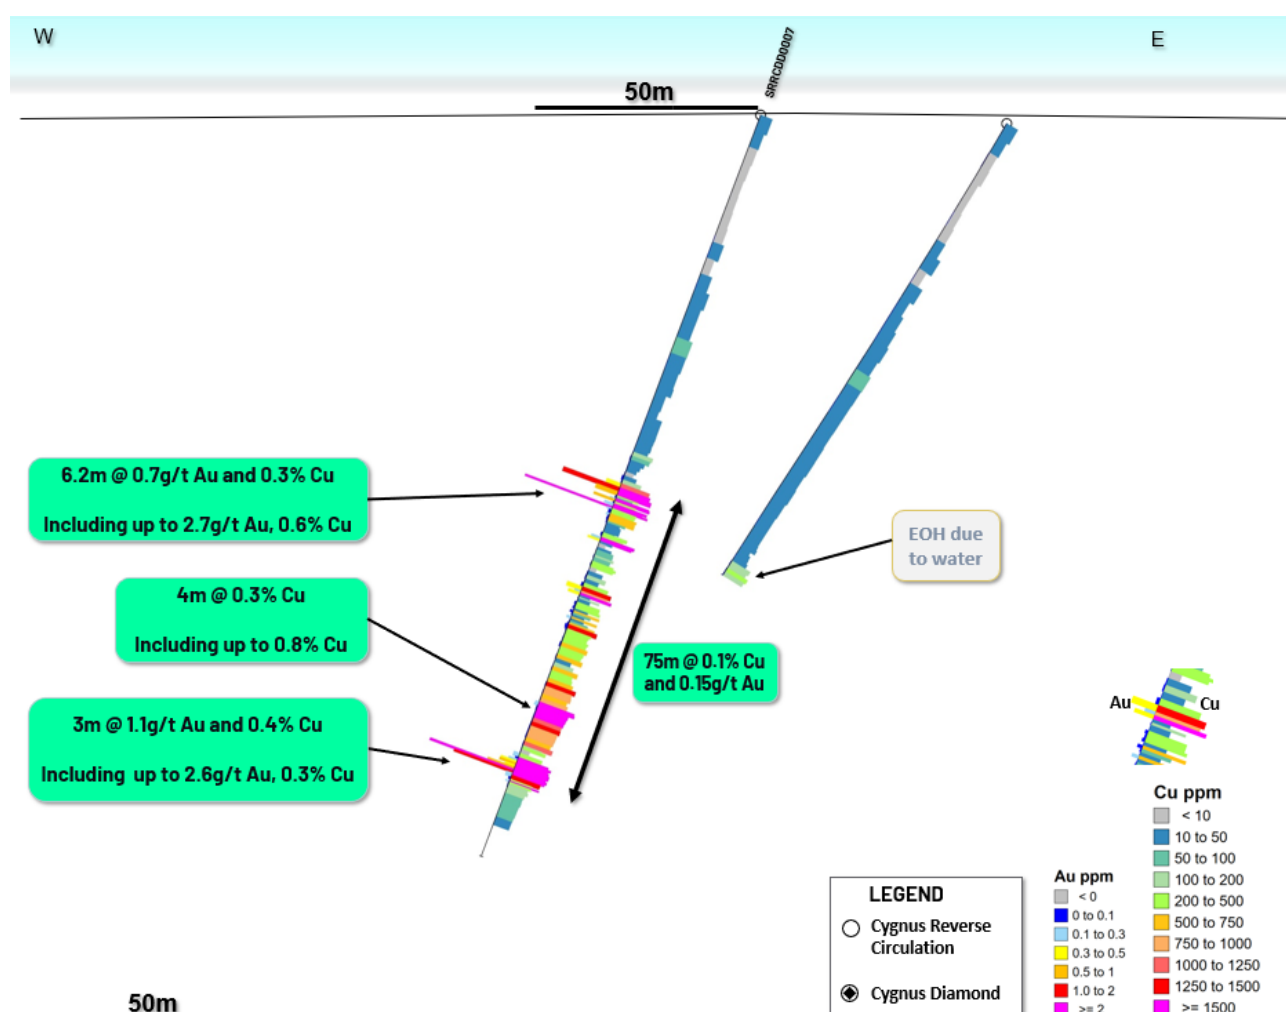 W
E
SRRCDD0007
50m
6.2m @ 0.7g/t Au and 0.3% Cu
Including up to 2.7g/t Au, 0.6% Cu
EOH due
to water
4m @ 0.3% Cu
Including up to 0.8% Cu
75m @ 0.1% Cu
and 0.15g/t Au
3m @ 1.1g/t Au and 0.4% Cu
Including up to 2.6g/t Au, 0.3% Cu
Au
Cu
LEGEND
Cygnus Reverse
Circulation
Cygnus Diamond
Au ppm
< 0
0 to 0.1
0.1 to 0.3
0.3 to 0.5
0.5 to 1
1.0 to 2
>= 2
Cu ppm
< 10
10 to 50
50 to 100
100 to 200
200 to 500
500 to 750
750 to 1000
1000 to 1250
1250 to 1500
>= 1500
50m